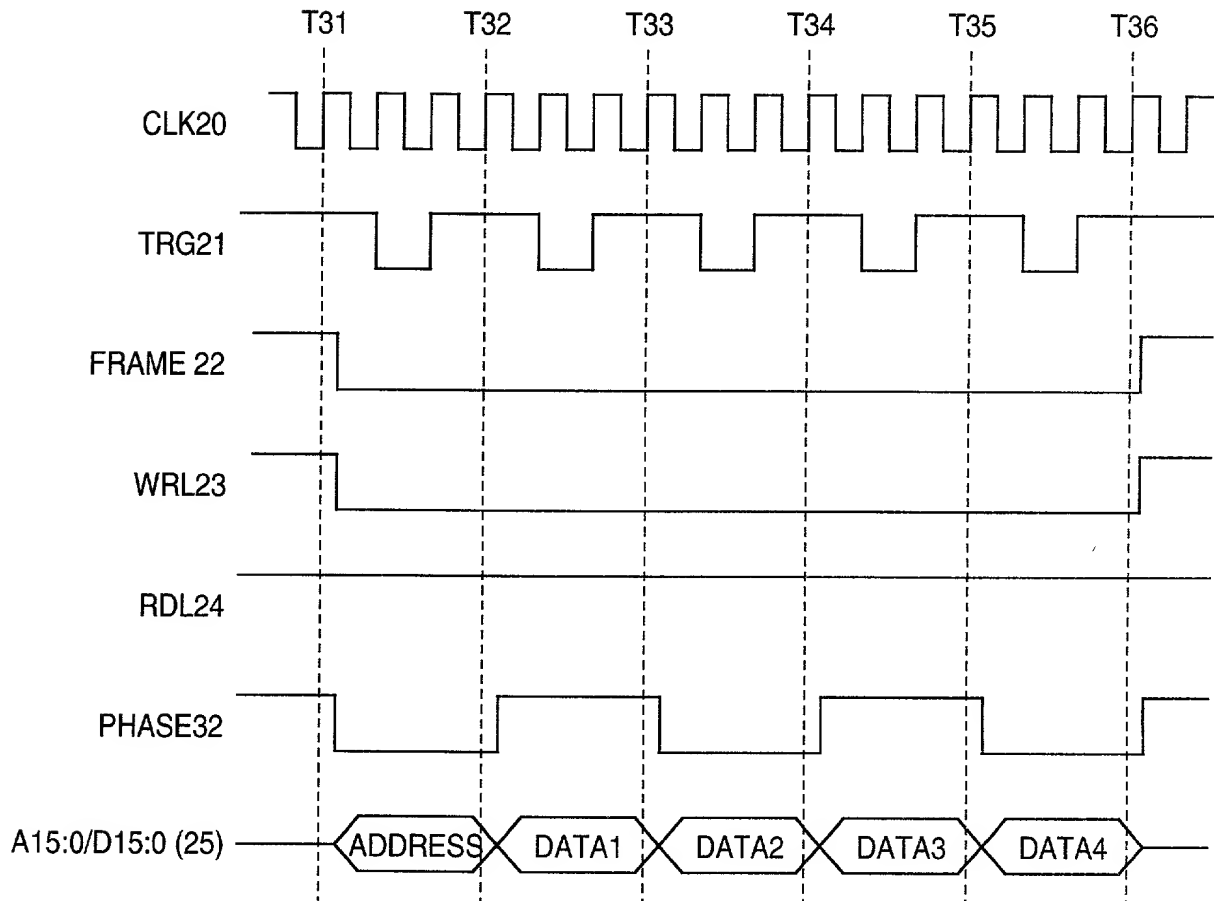 T31 T32 T33 T34 T35 T36
CLK20
TRG21
FRAME 22
WRL23
RDL24
PHASE32
A15:0/D15:0 (25) ADDRESS DATA1 DATA2 DATA3 DATA4